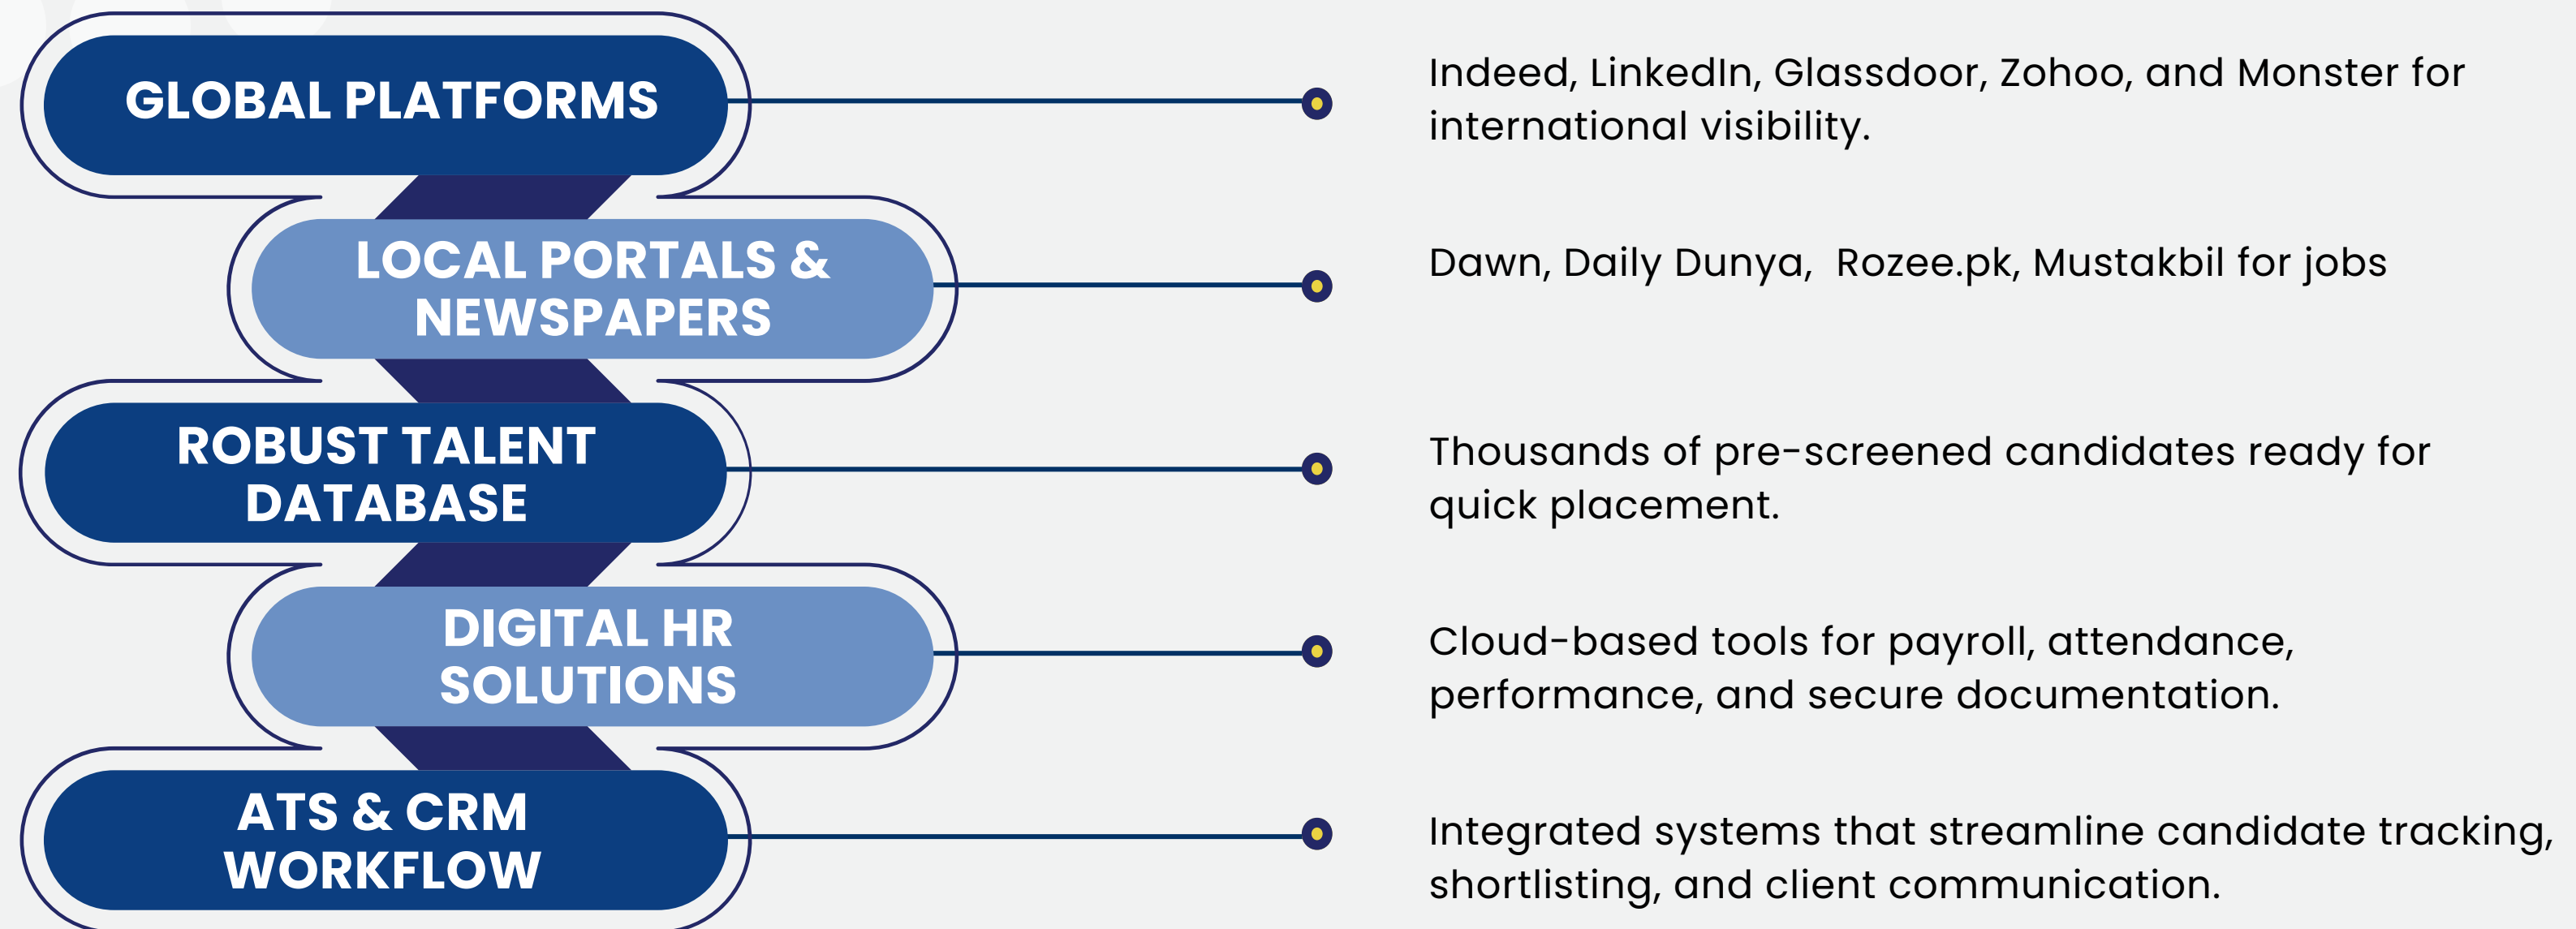 GLOBAL PLATFORMS
Indeed, LinkedIn, Glassdoor, Zohoo, and Monster for
international visibility.
LOCAL PORTALS &
NEWSPAPERS
Dawn, Daily Dunya,  Rozee.pk, Mustakbil for jobs
ROBUST TALENT
DATABASE
Thousands of pre-screened candidates ready for
quick placement.
DIGITAL HR
SOLUTIONS
Cloud-based tools for payroll, attendance,
performance, and secure documentation.
ATS & CRM
WORKFLOW
Integrated systems that streamline candidate tracking,
shortlisting, and client communication.